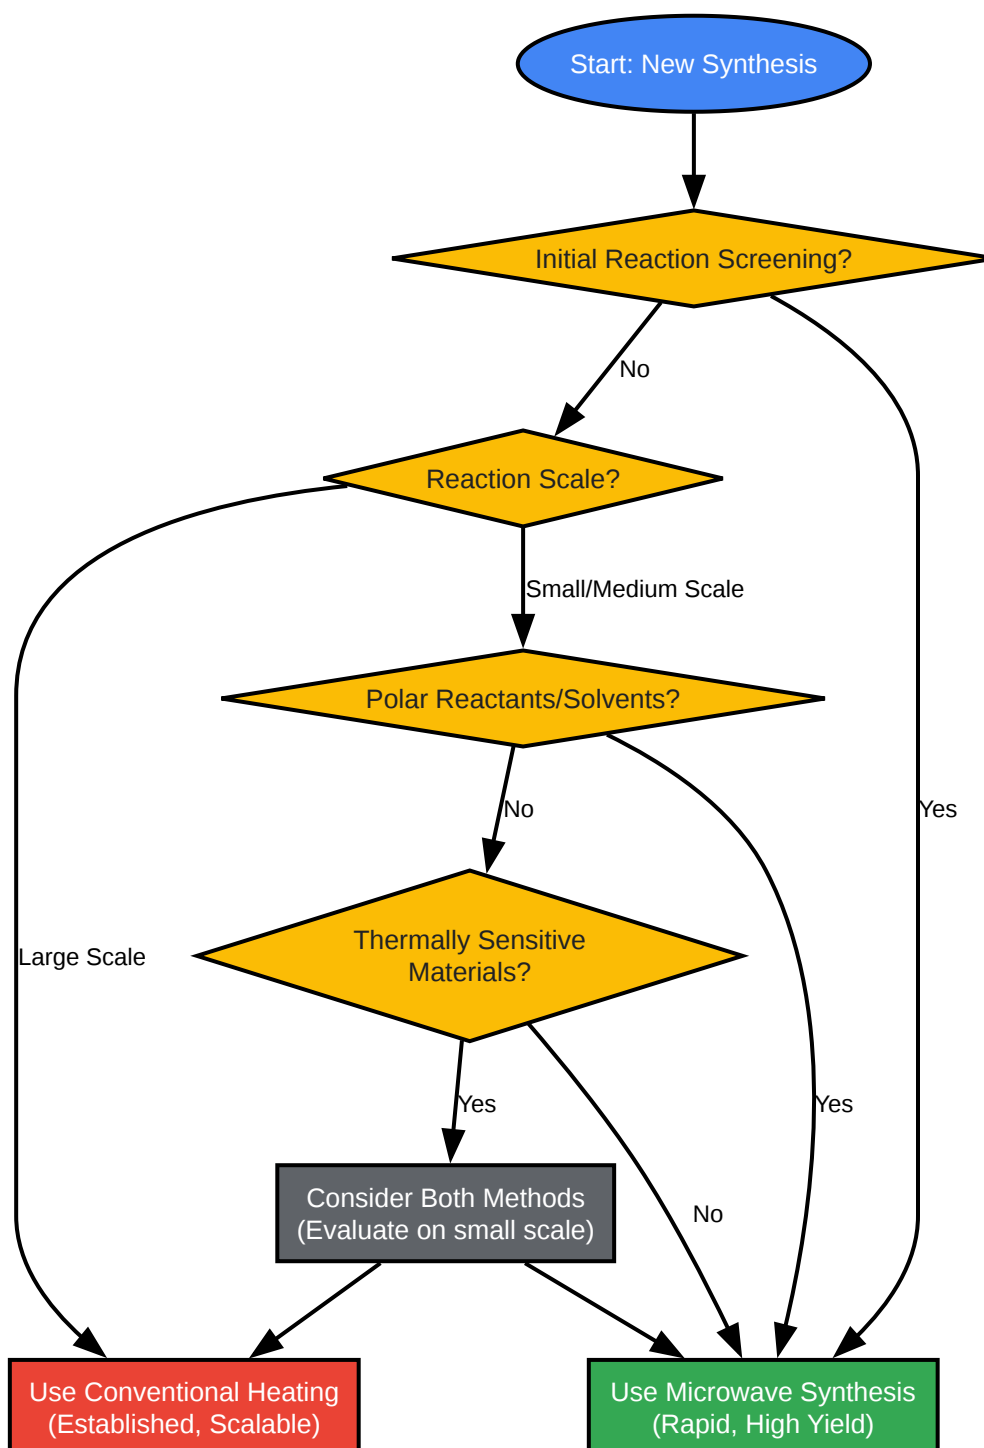 Start: New Synthesis
Initial Reaction Screening?
No
Reaction Scale?
Small/Medium Scale
Polar Reactants/Solvents?
No
Yes
Thermally Sensitive
Materials?
Large Scale
Yes
Yes
Consider Both Methods
(Evaluate on small scale)
No
Use Conventional Heating
(Established, Scalable)
Use Microwave Synthesis
(Rapid, High Yield)